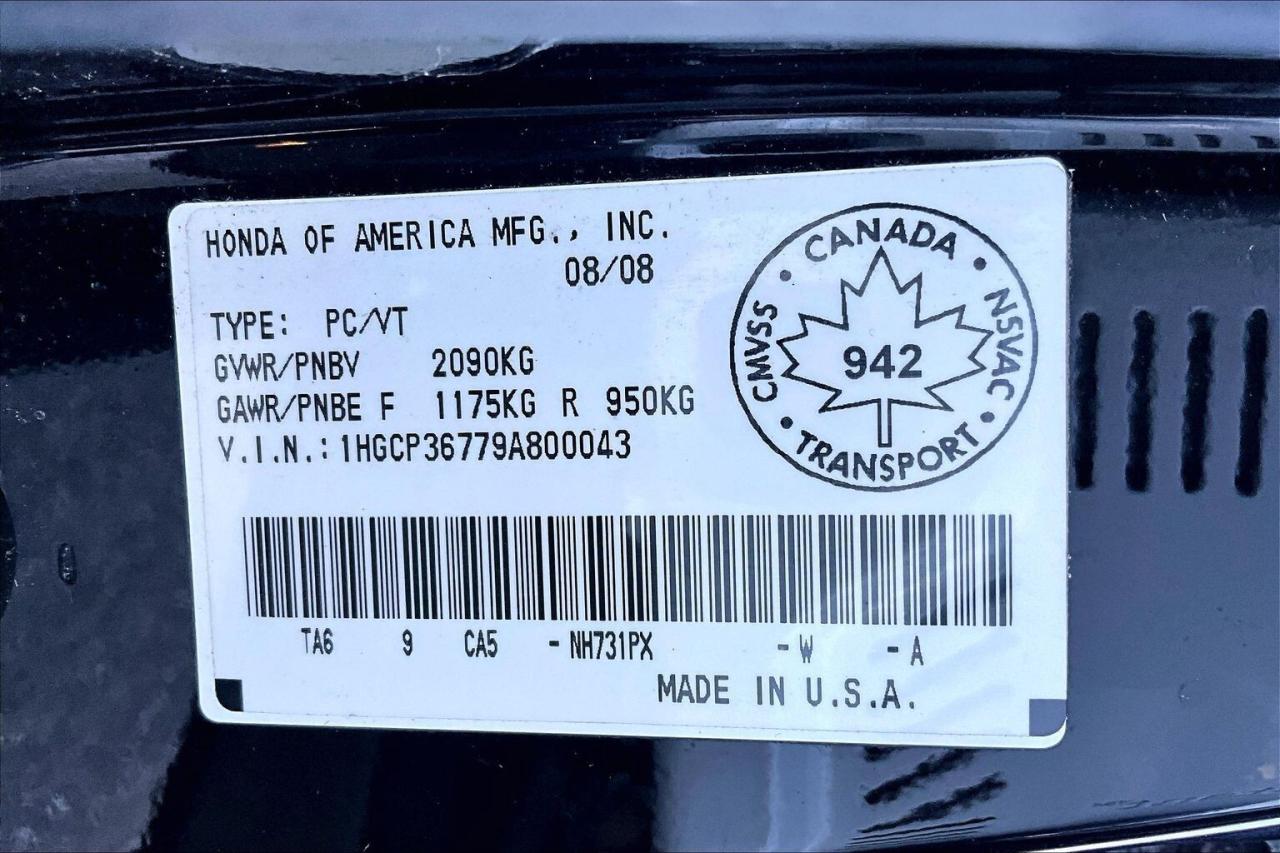 HONDA OF AMERICA MFG., INC.
08/08
TYPE: PC/VT
GVWR/PNBV 2090KG
GAWR/PNBE F 1175KG R 950KG
V.I.N.:1HGCP36779A800043
CANADA
CMVSS
942
NSVAC
TRANSPORT
TA6 9 CA5 -NH731PX -W -A
MADE IN U.S.A.